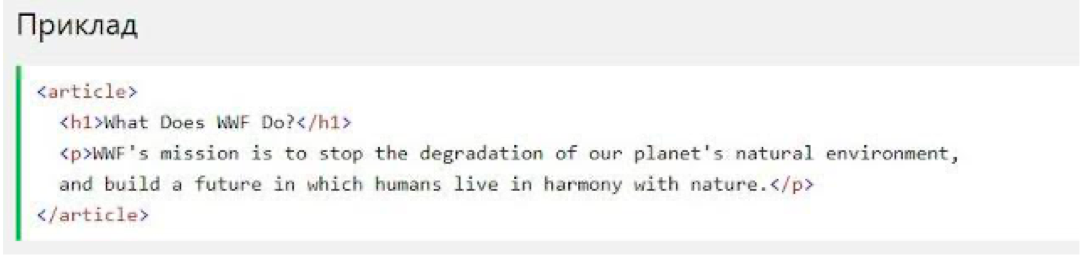 Приклад
<article>
<h1>What Does WWF Do?</h1>
<p>WWF's mission is to stop the degradation of our planet's natural environment,
and build a future in which humans live in harmony with nature.</p>
</article>